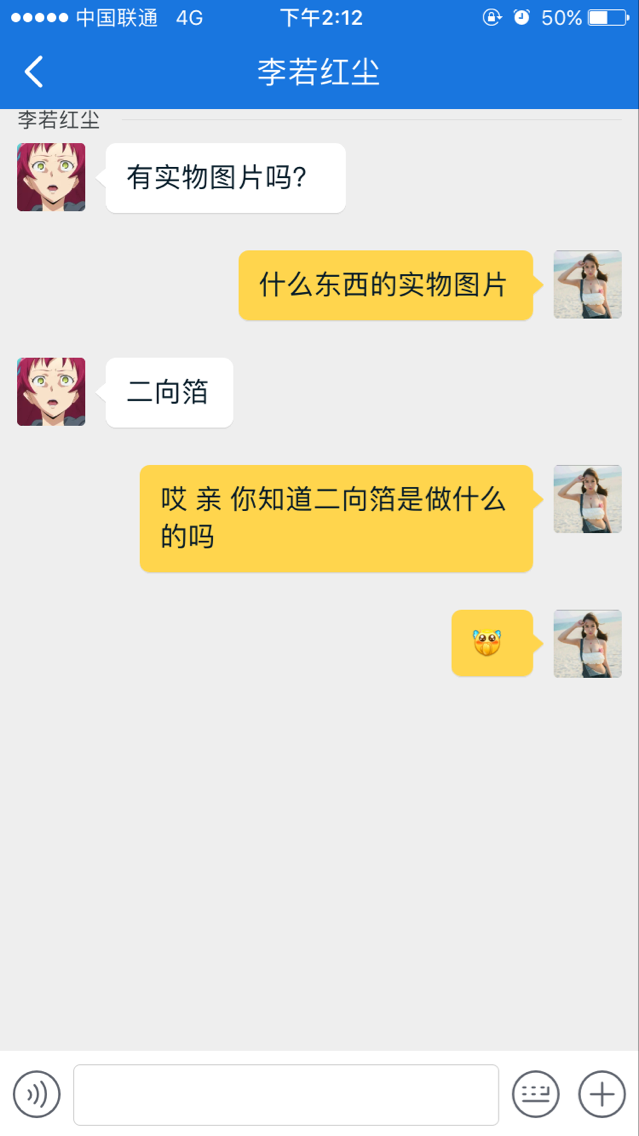 中国联通 4G 下午2:12 50%
李若红尘
李若红尘
有实物图片吗?
什么东西的实物图片
二向箔
哎 亲 你知道二向箔是做什么
的吗